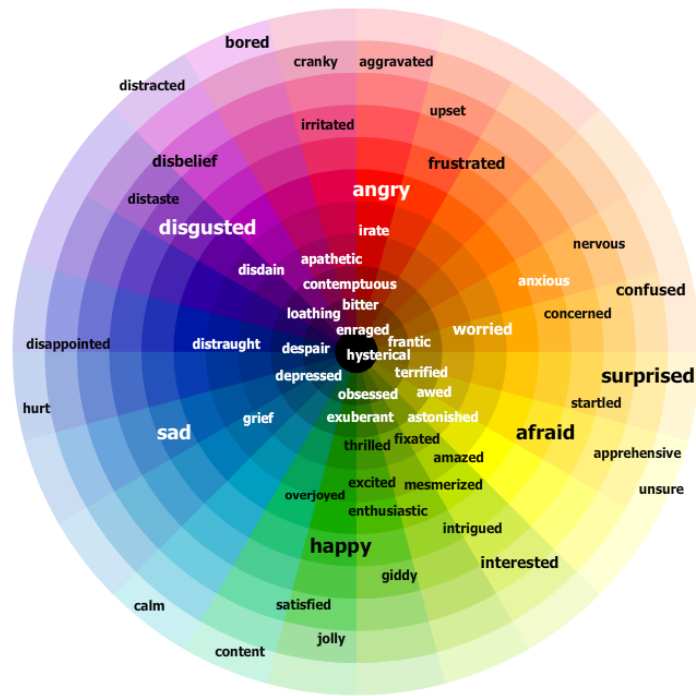 bored
cranky
aggravated
distracted
upset
irritated
disbelief
frustrated
distaste
angry
disgusted
irate
nervous
apathetic
disdain
anxious
contemptuous
confused
bitter
loathing
concerned
enraged
worried
disappointed
distraught
despair
frantic
hysterical
depressed
terrified
surprised
obsessed
awed
hurt
startled
grief
exuberant
astonished
sad
afraid
thrilled
fixated
amazed
apprehensive
excited
mesmerized
unsure
overjoyed
enthusiastic
intrigued
happy
interested
giddy
calm
satisfied
jolly
content